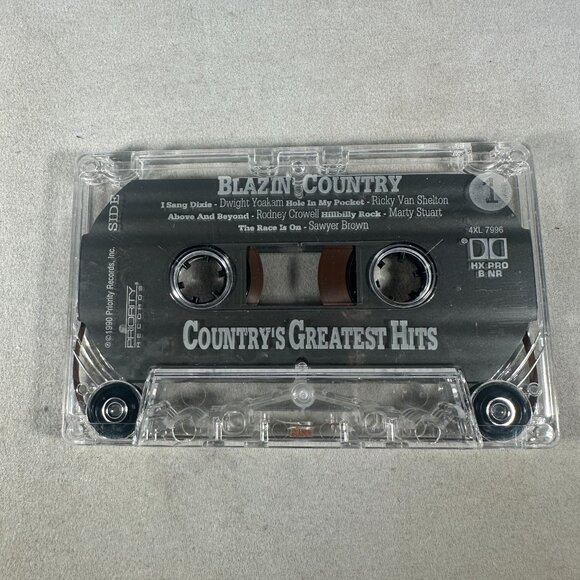 BLAZIN' COUNTRY
I Sang Dixie - Dwight Yoakam Hole In My Pocket - Ricky Van Shelton
Above And Beyond - Rodney Crowell Hillbilly Rock - Marty Stuart
The Race Is On - Sawyer Brown
SIDE
1
4XL 7996
HX PRO
B NR
℗©1990 Priority Records, Inc.
PRIORITY
RECORDS
COUNTRY'S GREATEST HITS